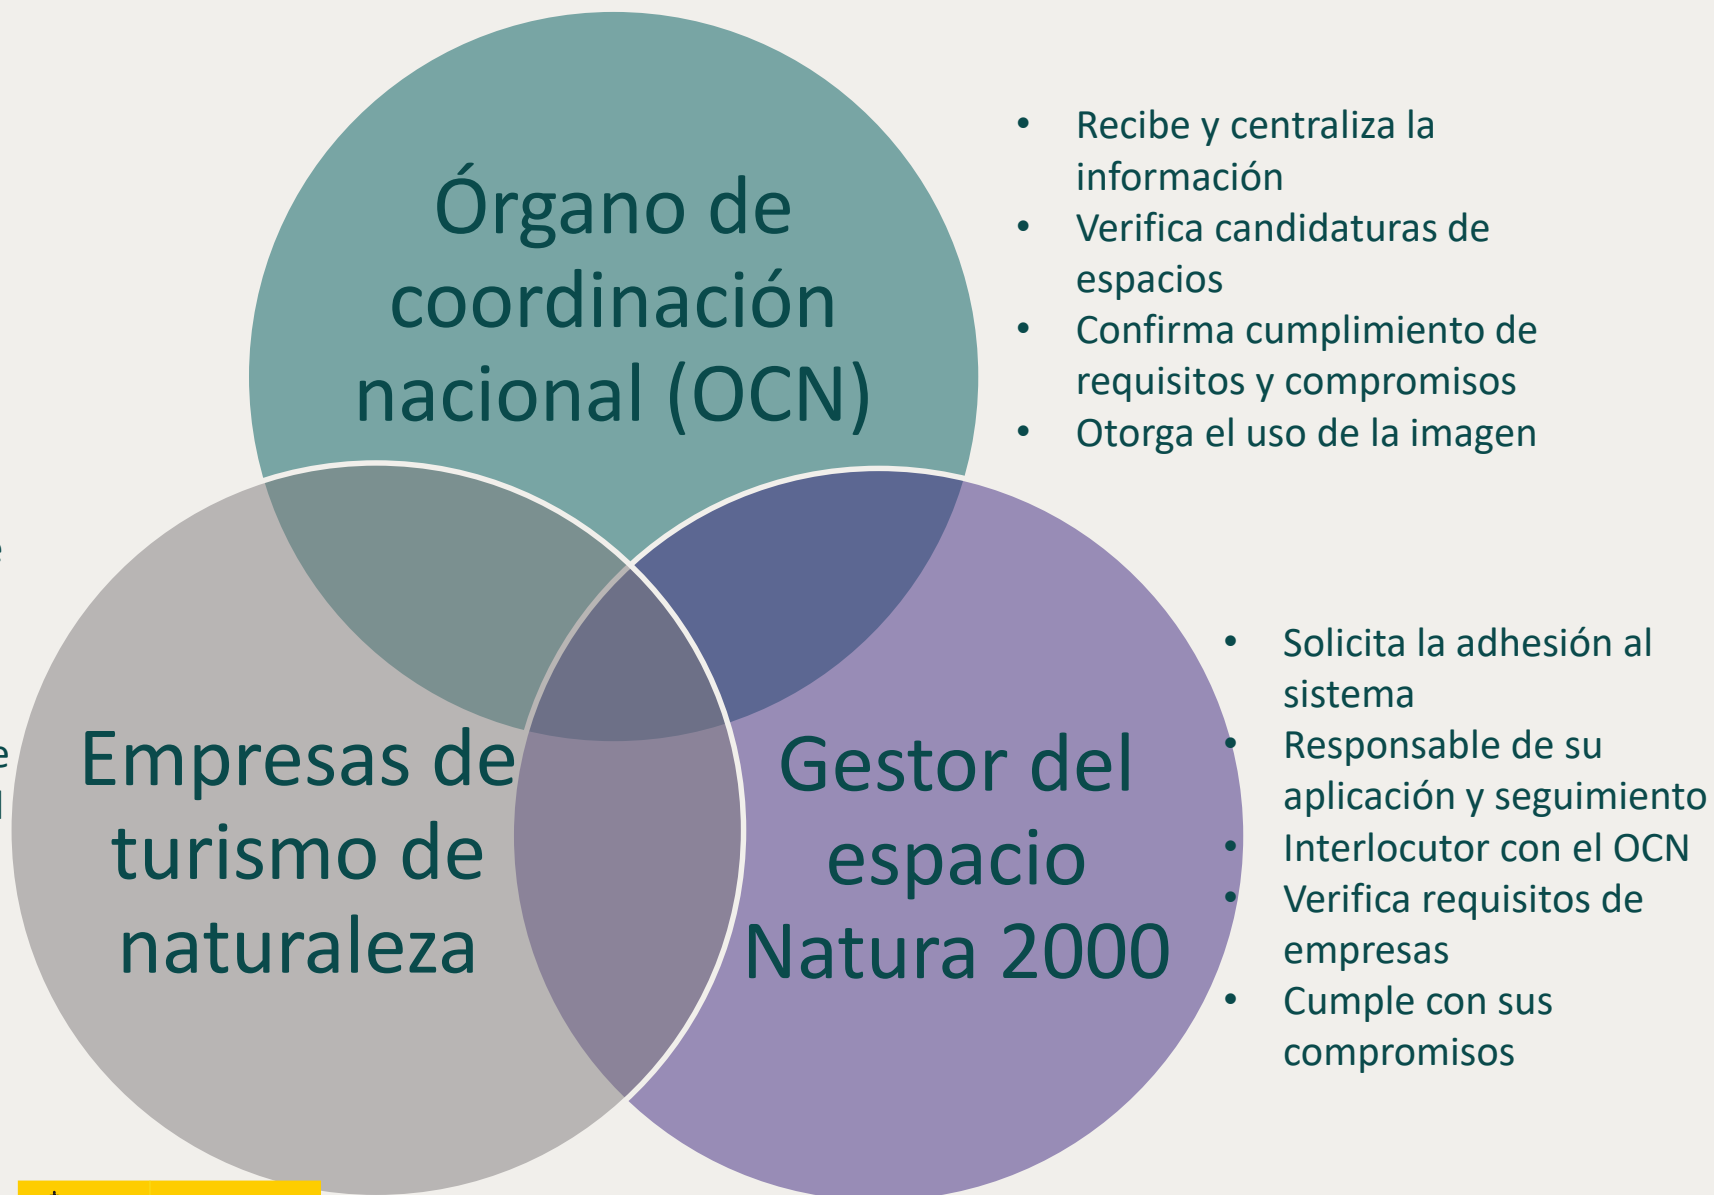 Órgano de
coordinación
nacional (OCN)
• Recibe y centraliza la
información
• Verifica candidaturas de
espacios
• Confirma cumplimiento de
requisitos y compromisos
• Otorga el uso de la imagen
Empresas de
turismo de
naturaleza
Gestor del
espacio
Natura 2000
• Solicita la adhesión al
sistema
• Responsable de su
aplicación y seguimiento
• Interlocutor con el OCN
• Verifica requisitos de
empresas
• Cumple con sus
compromisos